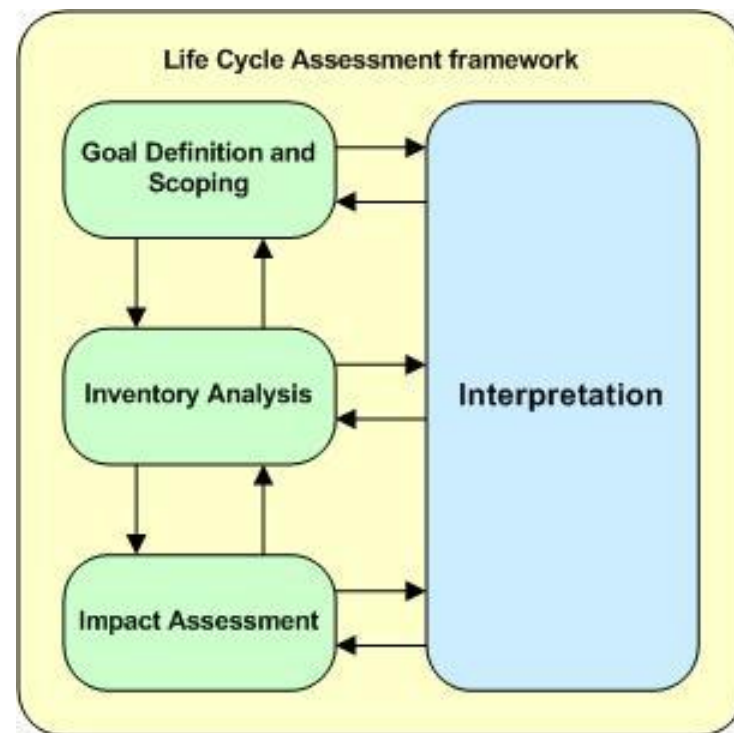 Life Cycle Assessment framework
Goal Definition and
Scoping
Inventory Analysis
Interpretation
Impact Assessment